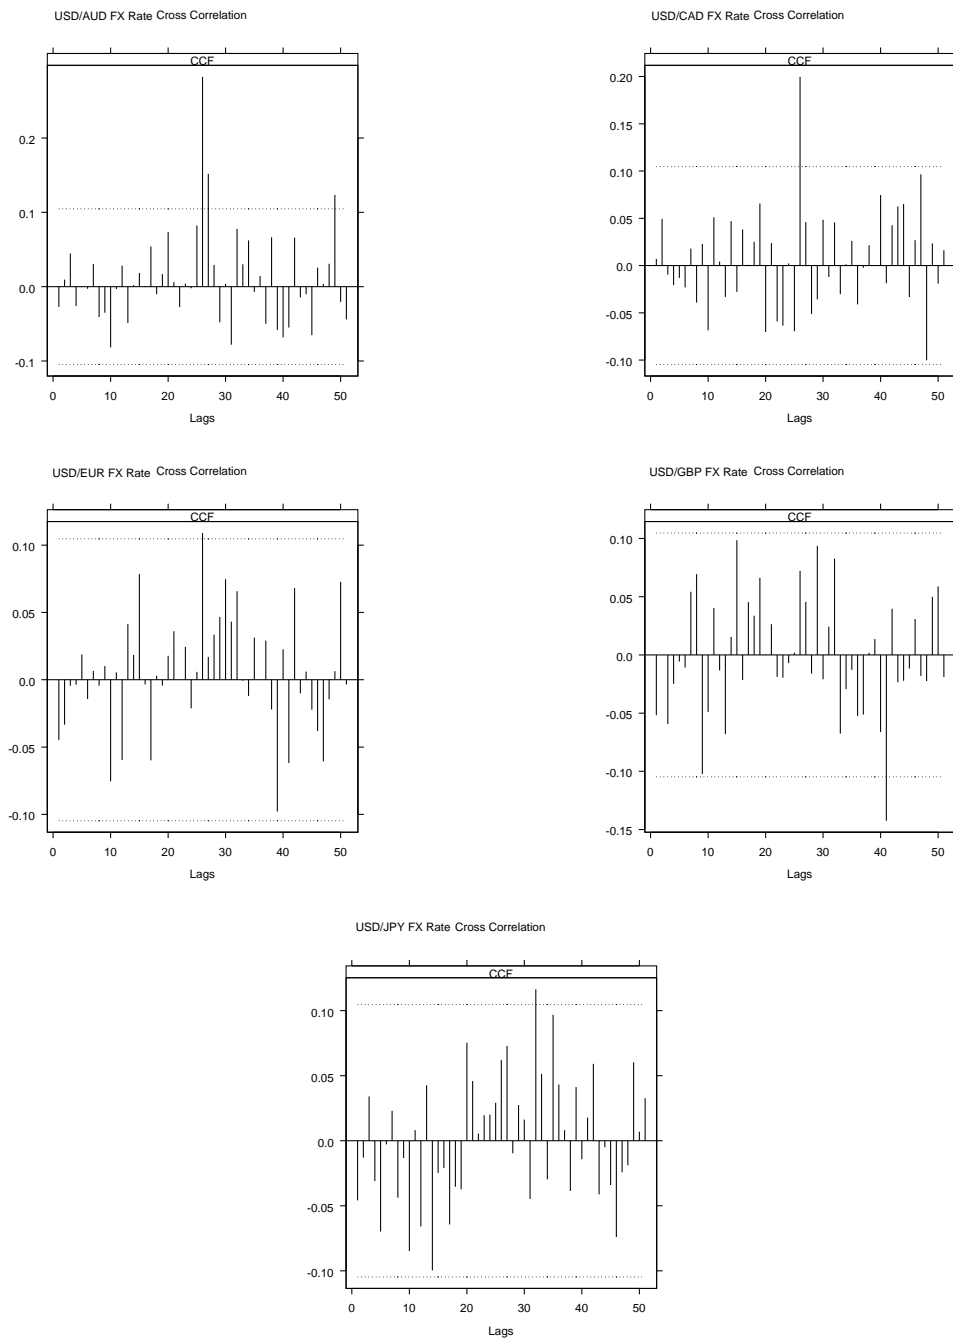 USD/AUD FX Rate Cross Correlation
CCF
0.2
0.1
0.0
-0.1
0 10 20 30 40 50
Lags
USD/CAD FX Rate Cross Correlation
CCF
0.20
0.15
0.10
0.05
0.0
-0.05
-0.10
0 10 20 30 40 50
Lags
USD/EUR FX Rate Cross Correlation
CCF
0.10
0.05
0.0
-0.05
-0.10
0 10 20 30 40 50
Lags
USD/GBP FX Rate Cross Correlation
CCF
0.10
0.05
0.0
-0.05
-0.10
-0.15
0 10 20 30 40 50
Lags
USD/JPY FX Rate Cross Correlation
CCF
0.10
0.05
0.0
-0.05
-0.10
0 10 20 30 40 50
Lags